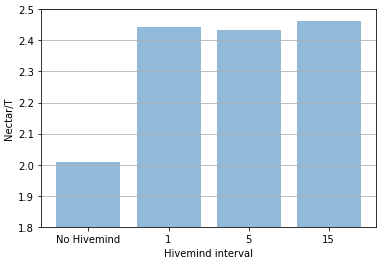 2.5
2.4
2.3
2.2
2.1
2.0
1.9
1.8
Nectar/T
No Hivemind 1 5 15
Hivemind interval